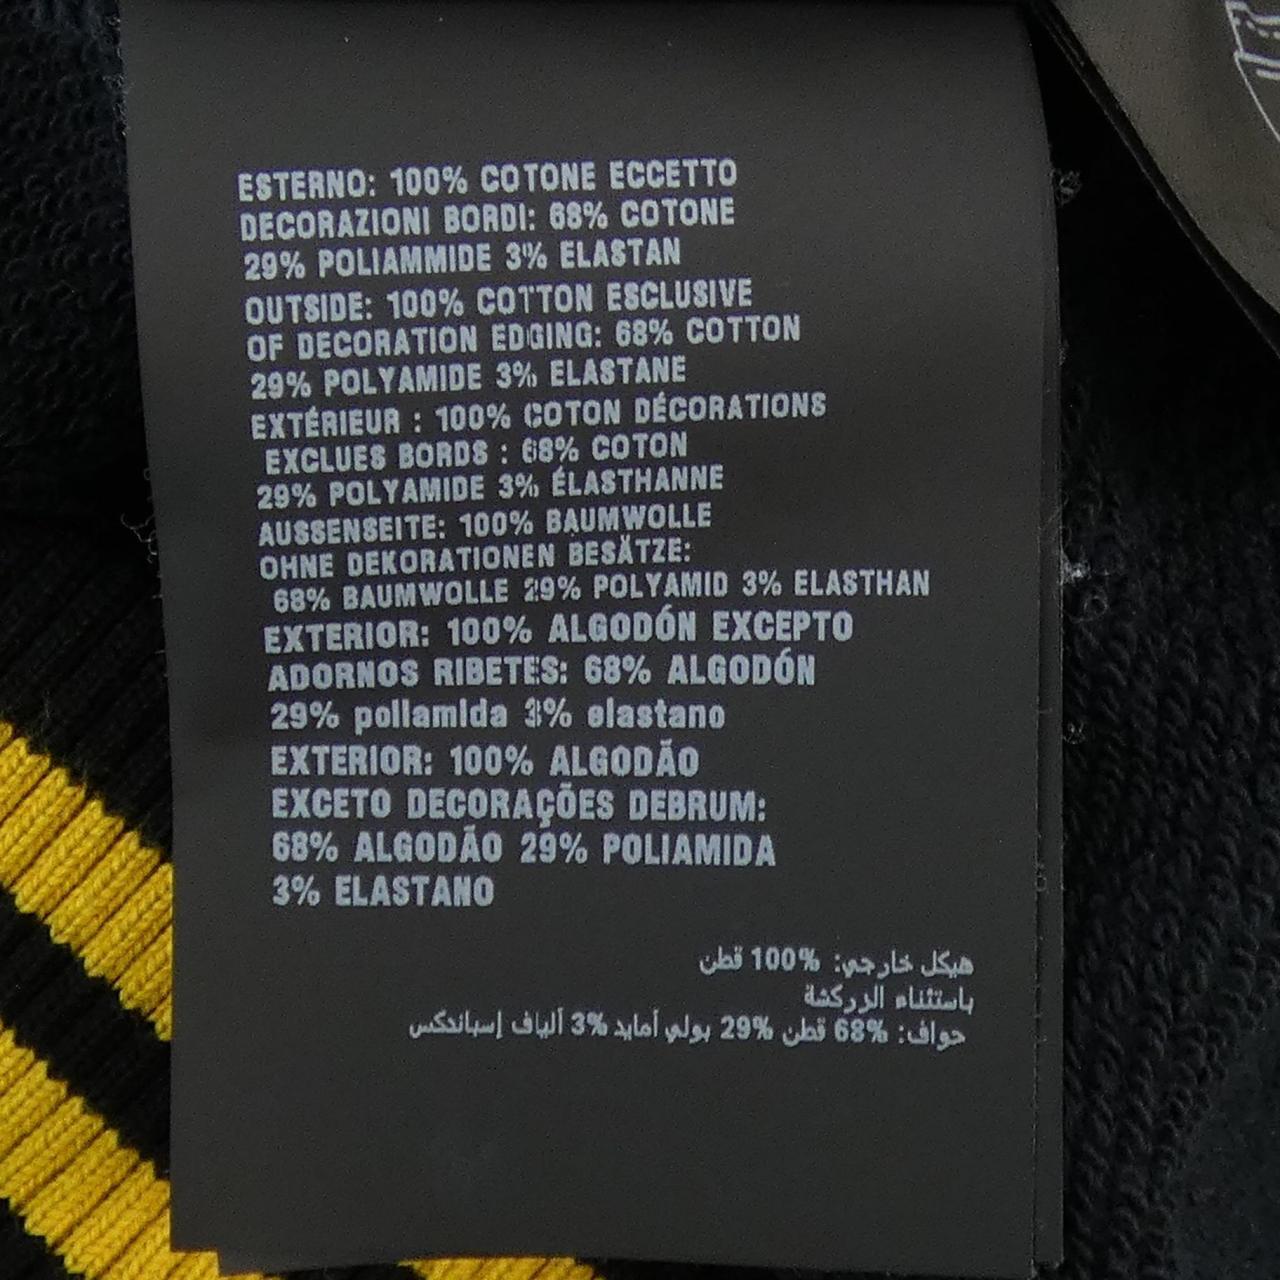 ESTERNO: 100% COTONE ECCETTO
DECORAZIONI BORDI: 68% COTONE
29% POLIAMMIDE 3% ELASTAN
OUTSIDE: 100% COTTON ESCLUSIVE
OF DECORATION EDGING: 68% COTTON
29% POLYAMIDE 3% ELASTANE
EXTÉRIEUR : 100% COTON DÉCORATIONS
EXCLUES BORDS : 68% COTON
29% POLYAMIDE 3% ÉLASTHANNE
AUSSENSEITE: 100% BAUMWOLLE
OHNE DEKORATIONEN BESÄTZE:
68% BAUMWOLLE 29% POLYAMID 3% ELASTHAN
EXTERIOR: 100% ALGODÓN EXCEPTO
ADORNOS RIBETES: 68% ALGODÓN
29% poliamida 3% elastano
EXTERIOR: 100% ALGODÃO
EXCETO DECORAÇÕES DEBRUM:
68% ALGODÃO 29% POLIAMIDA
3% ELASTANO
هيكل خارجي: 100% قطن
باستثناء الزركشة
حواف: 68% قطن 29% بولي أمايد 3% ألياف إسباندكس